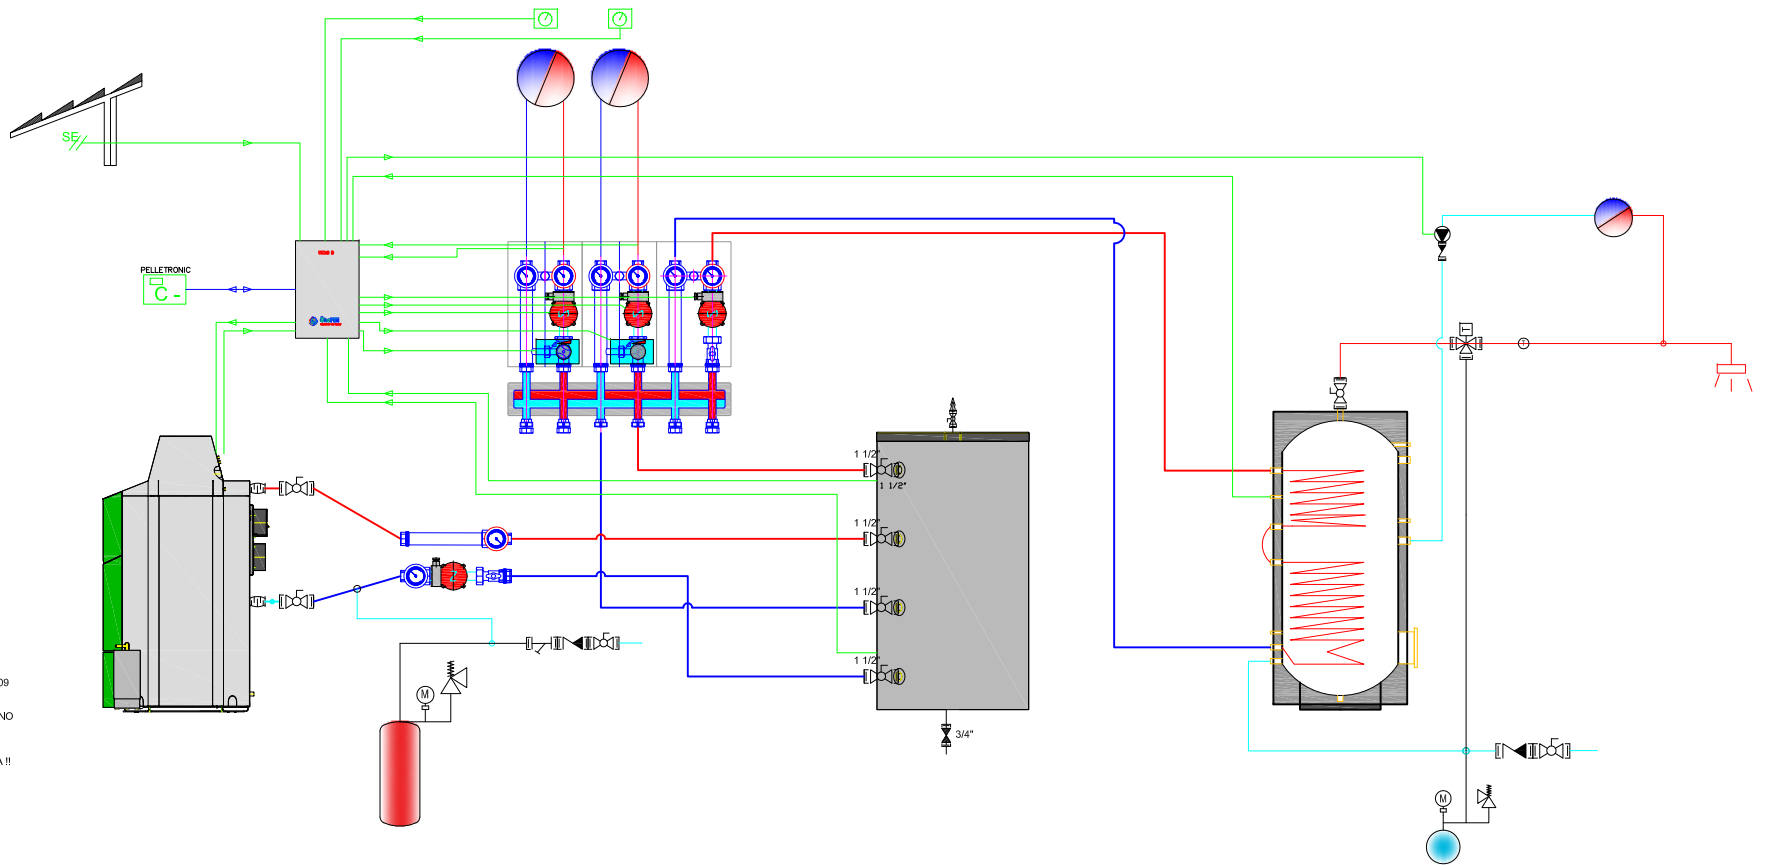 SE
PELLETRONIC
C -
1 1/2"
1 1/2"
1 1/2"
1 1/2"
1 1/2"
09
NO
A !!
M
3/4"
T
T
M